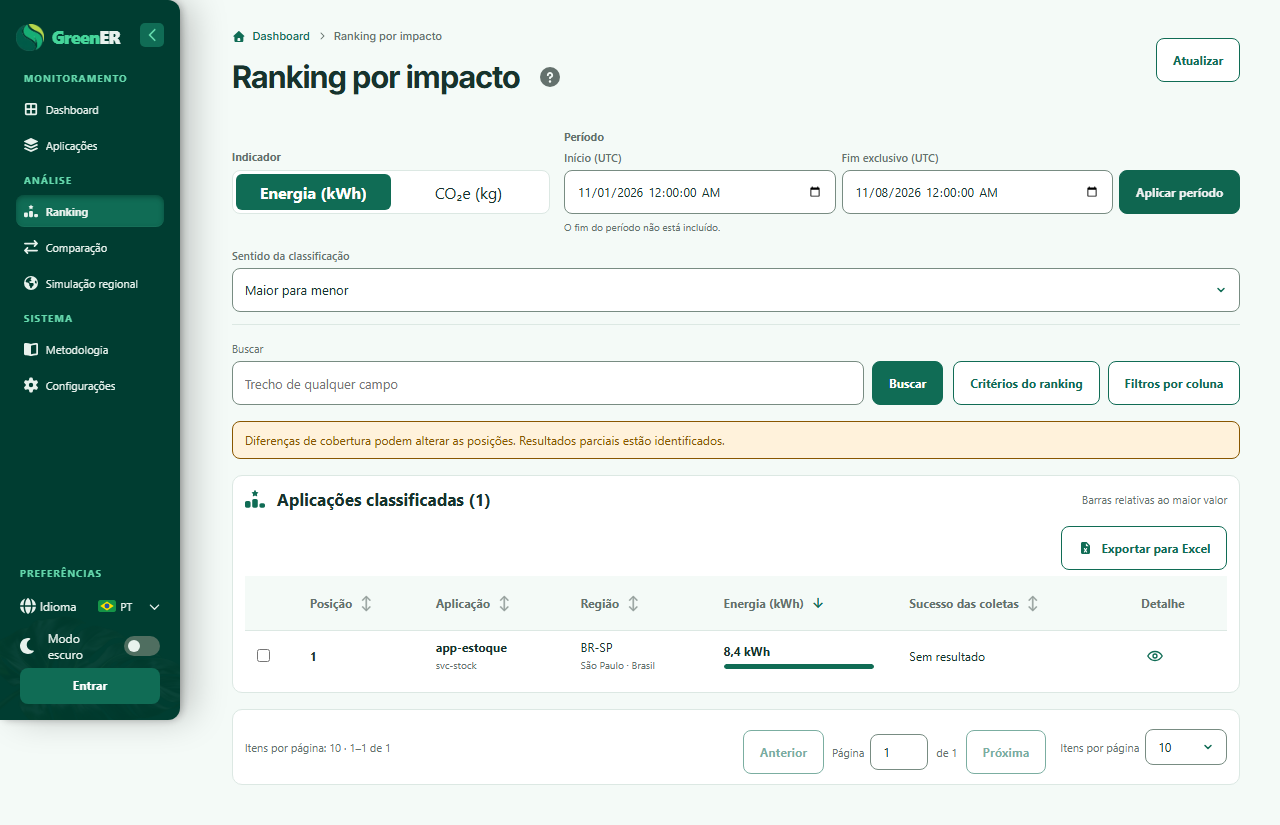 GreenER
MONITORAMENTO
Dashboard
Aplicações
ANÁLISE
Ranking
Comparação
Simulação regional
SISTEMA
Metodologia
Configurações
PREFERÊNCIAS
Idioma PT
Modo escuro
Entrar
Dashboard > Ranking por impacto
Ranking por impacto ?
Atualizar
Indicador
Energia (kWh) CO₂e (kg)
Período
Início (UTC) Fim exclusivo (UTC)
11/01/2026 12:00:00 AM 11/08/2026 12:00:00 AM
Aplicar período
O fim do período não está incluído.
Sentido da classificação
Maior para menor
Buscar
Trecho de qualquer campo
Buscar Critérios do ranking Filtros por coluna
Diferenças de cobertura podem alterar as posições. Resultados parciais estão identificados.
Aplicações classificadas (1) Barras relativas ao maior valor
Exportar para Excel
Posição Aplicação Região Energia (kWh) Sucesso das coletas Detalhe
1 app-estoque BR-SP 8,4 kWh Sem resultado
svc-stock São Paulo · Brasil
Itens por página: 10 · 1–1 de 1 Anterior Página 1 de 1 Próxima Itens por página 10